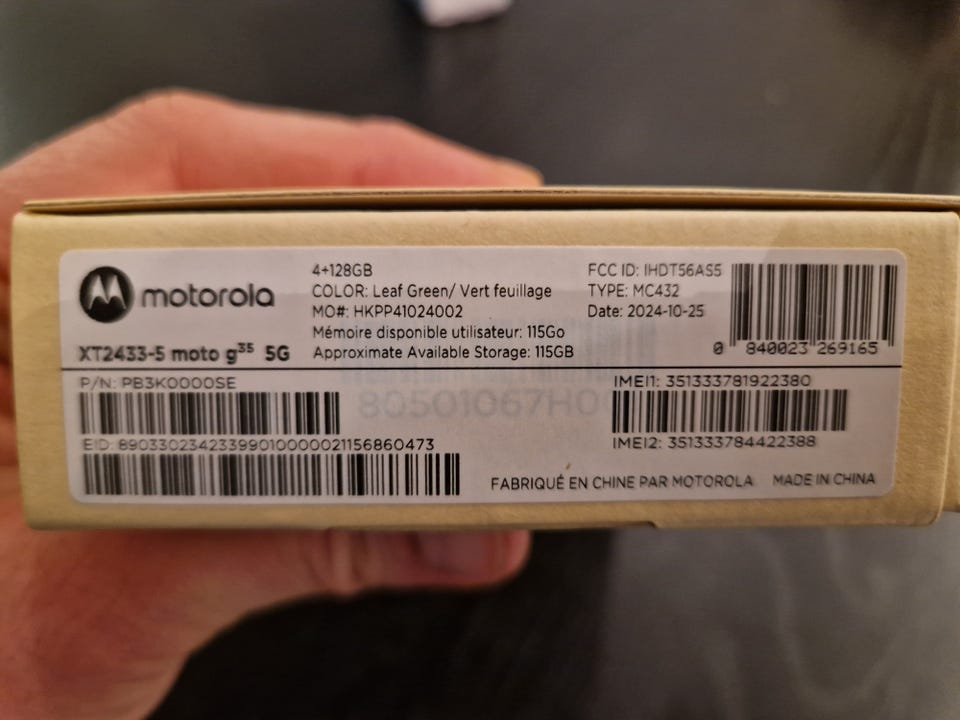 motorola
XT2433-5 moto g35 5G
4+128GB
COLOR: Leaf Green/ Vert feuillage
MO#: HKPP41024002
Mémoire disponible utilisateur: 115Go
Approximate Available Storage: 115GB
FCC ID: IHDT56AS5
TYPE: MC432
Date: 2024-10-25
0 840023 269165
P/N: PB3K0000SE
EID: 89033023423399010000021156860473
80501067H0
IMEI1: 351333781922380
IMEI2: 351333784422388
FABRIQUÉ EN CHINE PAR MOTOROLA MADE IN CHINA